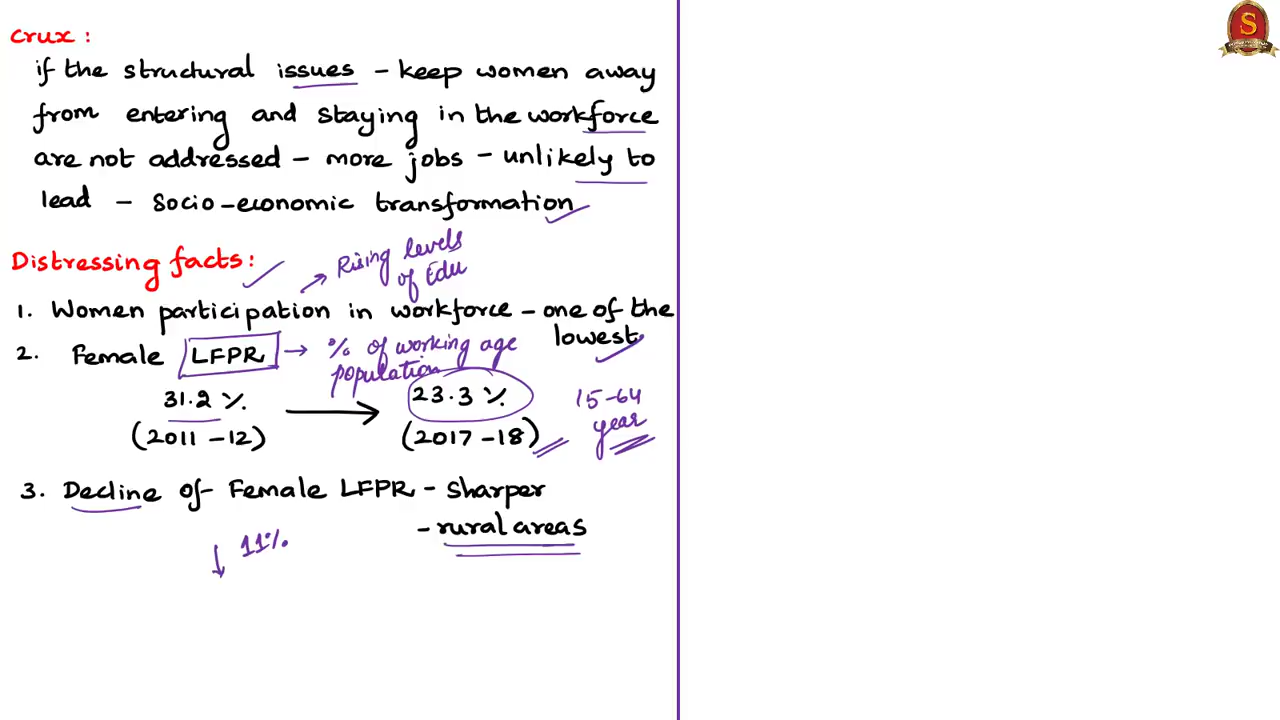 Crux :
if the structural issues - keep women away
from entering and staying in the workforce
are not addressed - more jobs - unlikely to
lead - socio-economic transformation
Distressing facts :
→ Rising levels
of Edu
1. Women participation in workforce - one of the
lowest
2. Female LFPR → % of working age
population
31.2 % → 23.3 %
(2011 - 12) (2017 - 18)
15-64
year
3. Decline of Female LFPR - sharper
- rural areas
↓ 11%
S